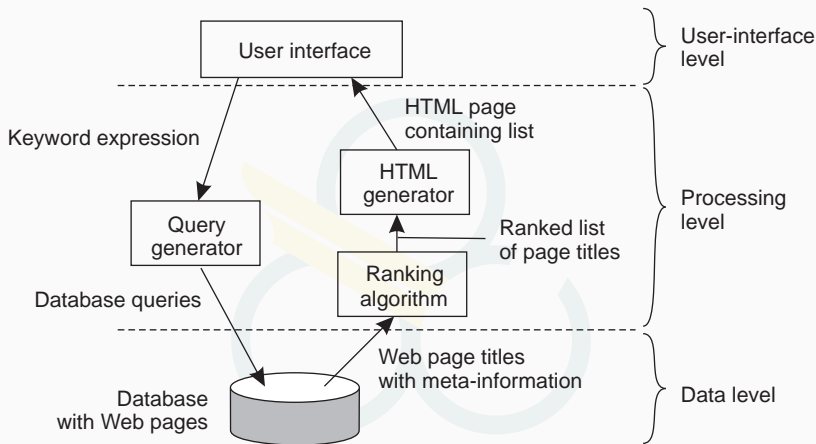 User interface
User-interface
level
Keyword expression
HTML page
containing list
HTML
generator
Query
generator
Ranked list
of page titles
Processing
level
Ranking
algorithm
Database queries
Web page titles
with meta-information
Database
with Web pages
Data level